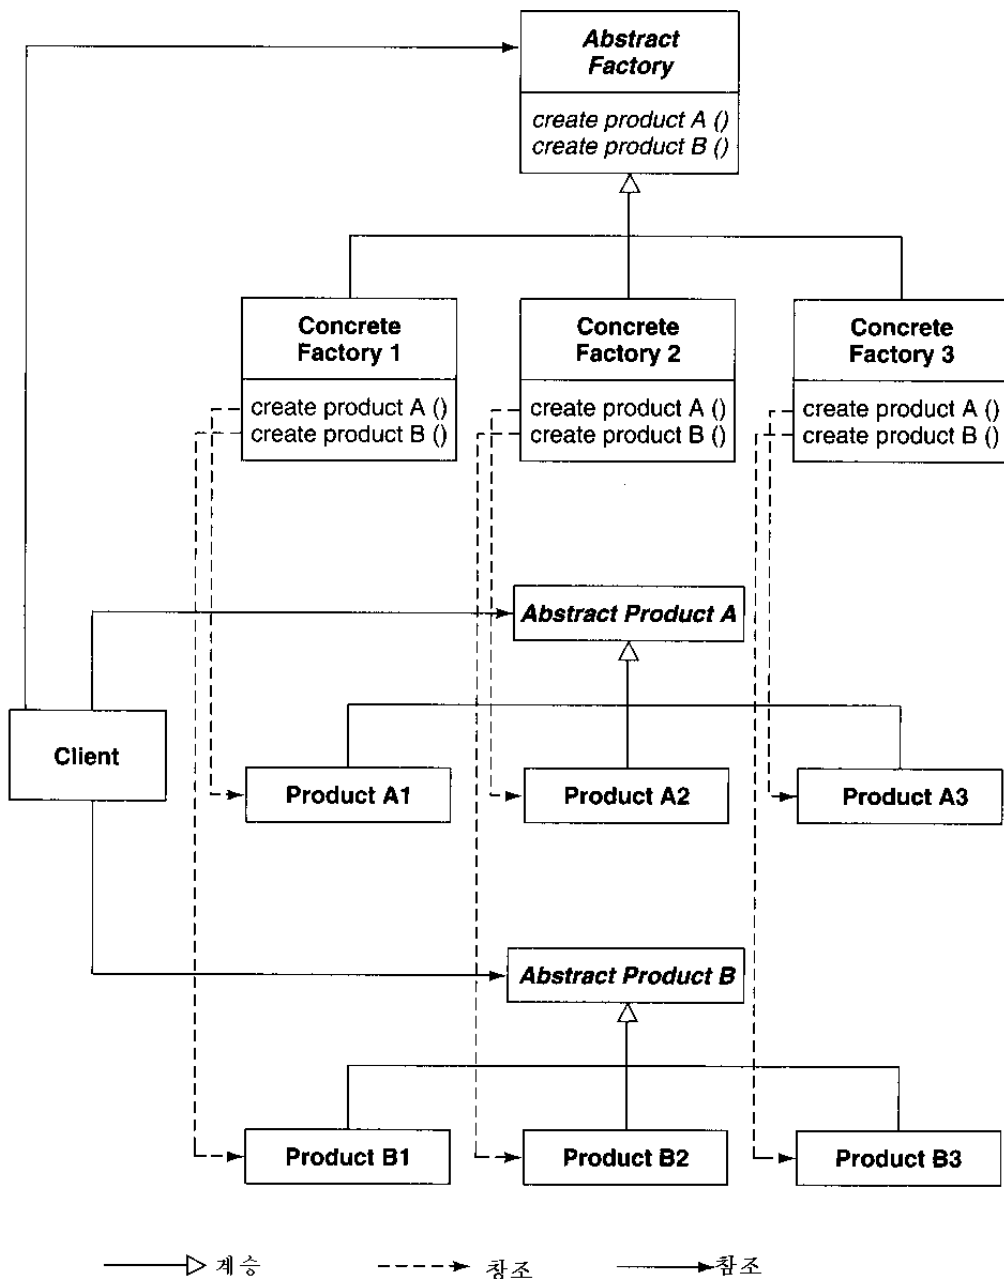 Abstract
Factory
create product A ()
create product B ()
Concrete
Factory 1
create product A ()
create product B ()
Concrete
Factory 2
create product A ()
create product B ()
Concrete
Factory 3
create product A ()
create product B ()
Abstract Product A
Client
Product A1
Product A2
Product A3
Abstract Product B
Product B1
Product B2
Product B3
계승
창조
참조